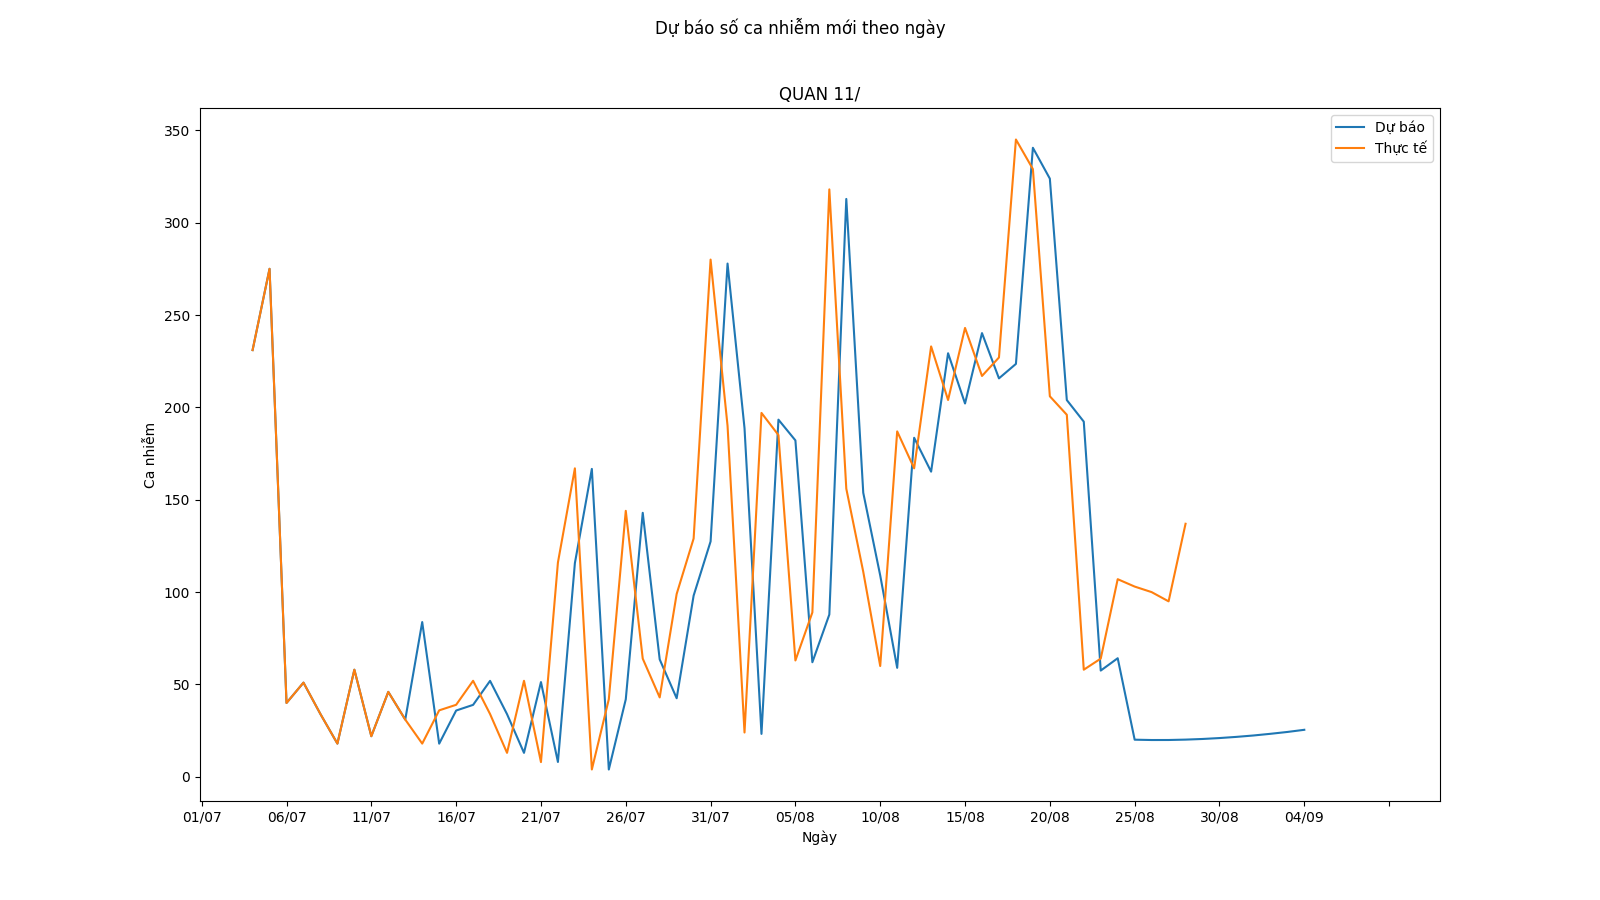 Dự báo số ca nhiễm mới theo ngày
QUAN 11/
Dự báo
Thực tế
350
300
250
200
150
100
50
0
Ca nhiễm
01/07 06/07 11/07 16/07 21/07 26/07 31/07 05/08 10/08 15/08 20/08 25/08 30/08 04/09
Ngày